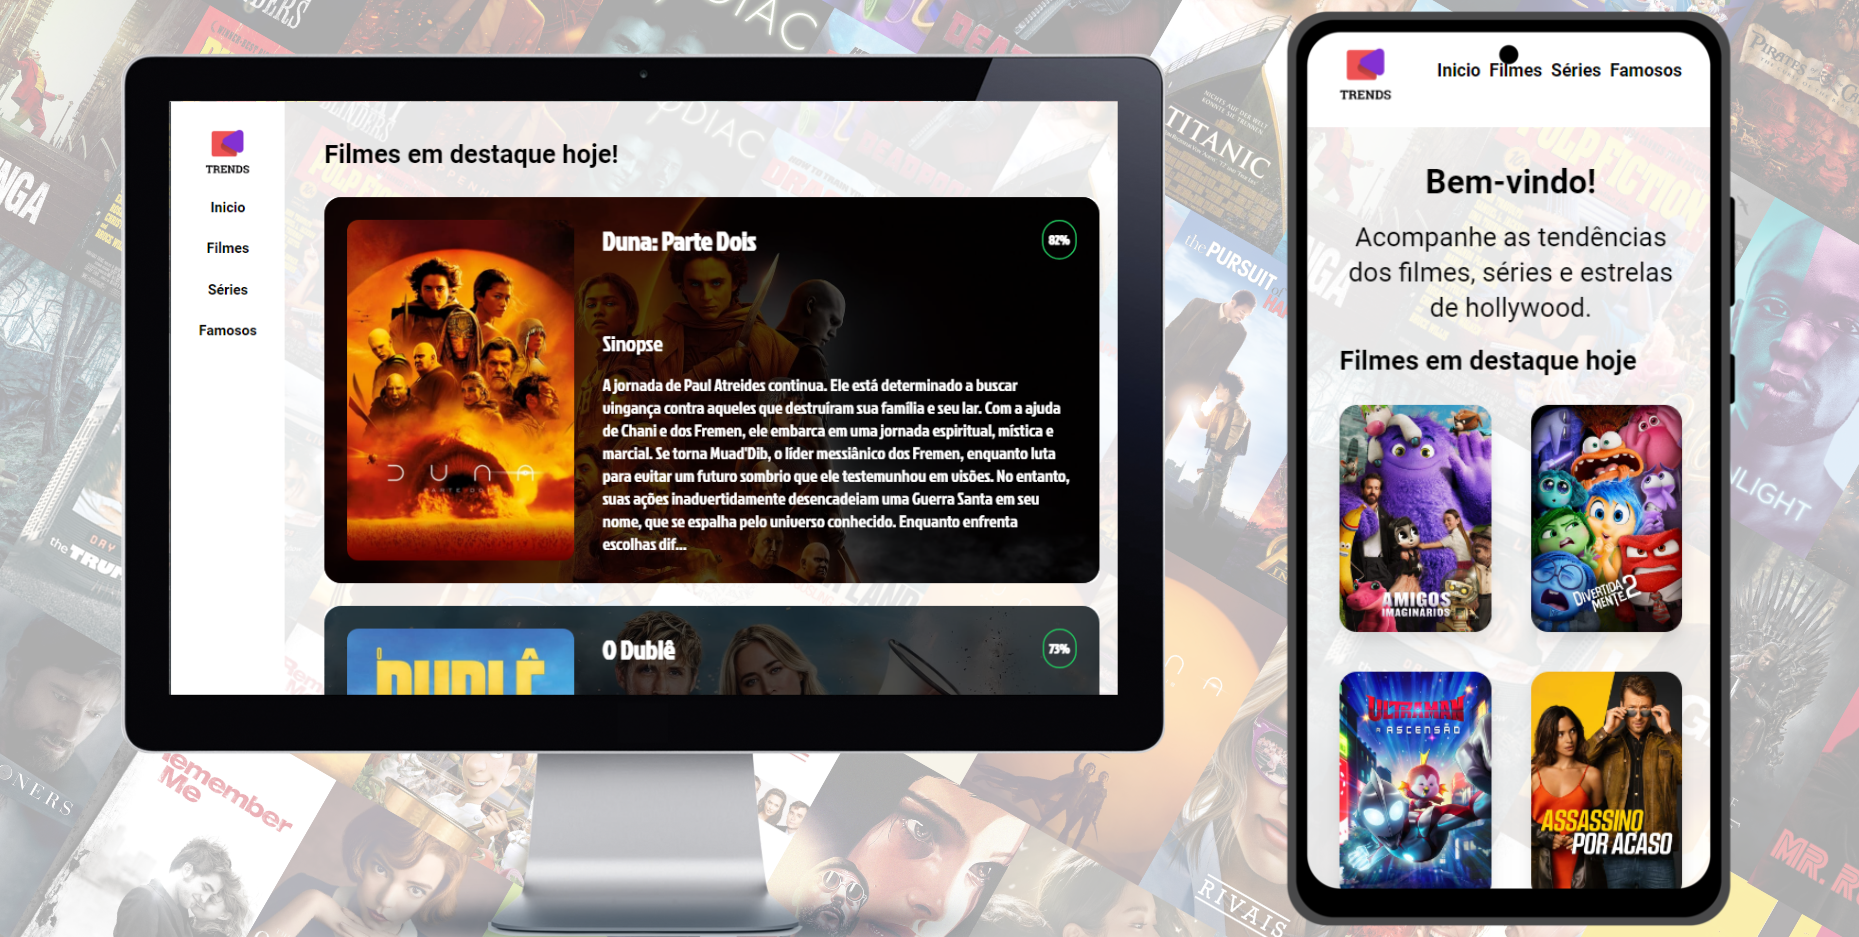 TRENDS
Inicio
Filmes
Séries
Famosos
Filmes em destaque hoje!
Duna: Parte Dois
82%
Sinopse
A jornada de Paul Atreides continua. Ele está determinado a buscar
vingança contra aqueles que destruíram sua família e seu lar. Com a ajuda
de Chani e dos Fremen, ele embarca em uma jornada espiritual, mística e
marcial. Se torna Muad'Dib, o líder messiânico dos Fremen, enquanto luta
para evitar um futuro sombrio que ele testemunhou em visões. No entanto,
suas ações inadvertidamente desencadeiam uma Guerra Santa em seu
nome, que se espalha pelo universo conhecido. Enquanto enfrenta
escolhas dif...
DUNA
PARTE DOIS
O Dublê
73%
O DUBLÊ
TRENDS
Inicio Filmes Séries Famosos
Bem-vindo!
Acompanhe as tendências
dos filmes, séries e estrelas
de hollywood.
Filmes em destaque hoje
AMIGOS
IMAGINÁRIOS
DIVERTIDA
MENTE 2
ULTRAMAN
A ASCENSÃO
ASSASSINO
POR ACASO
TITANIC
the PURSUIT of
PULP FICTION
Remember
Me
RIVAIS
MR. R